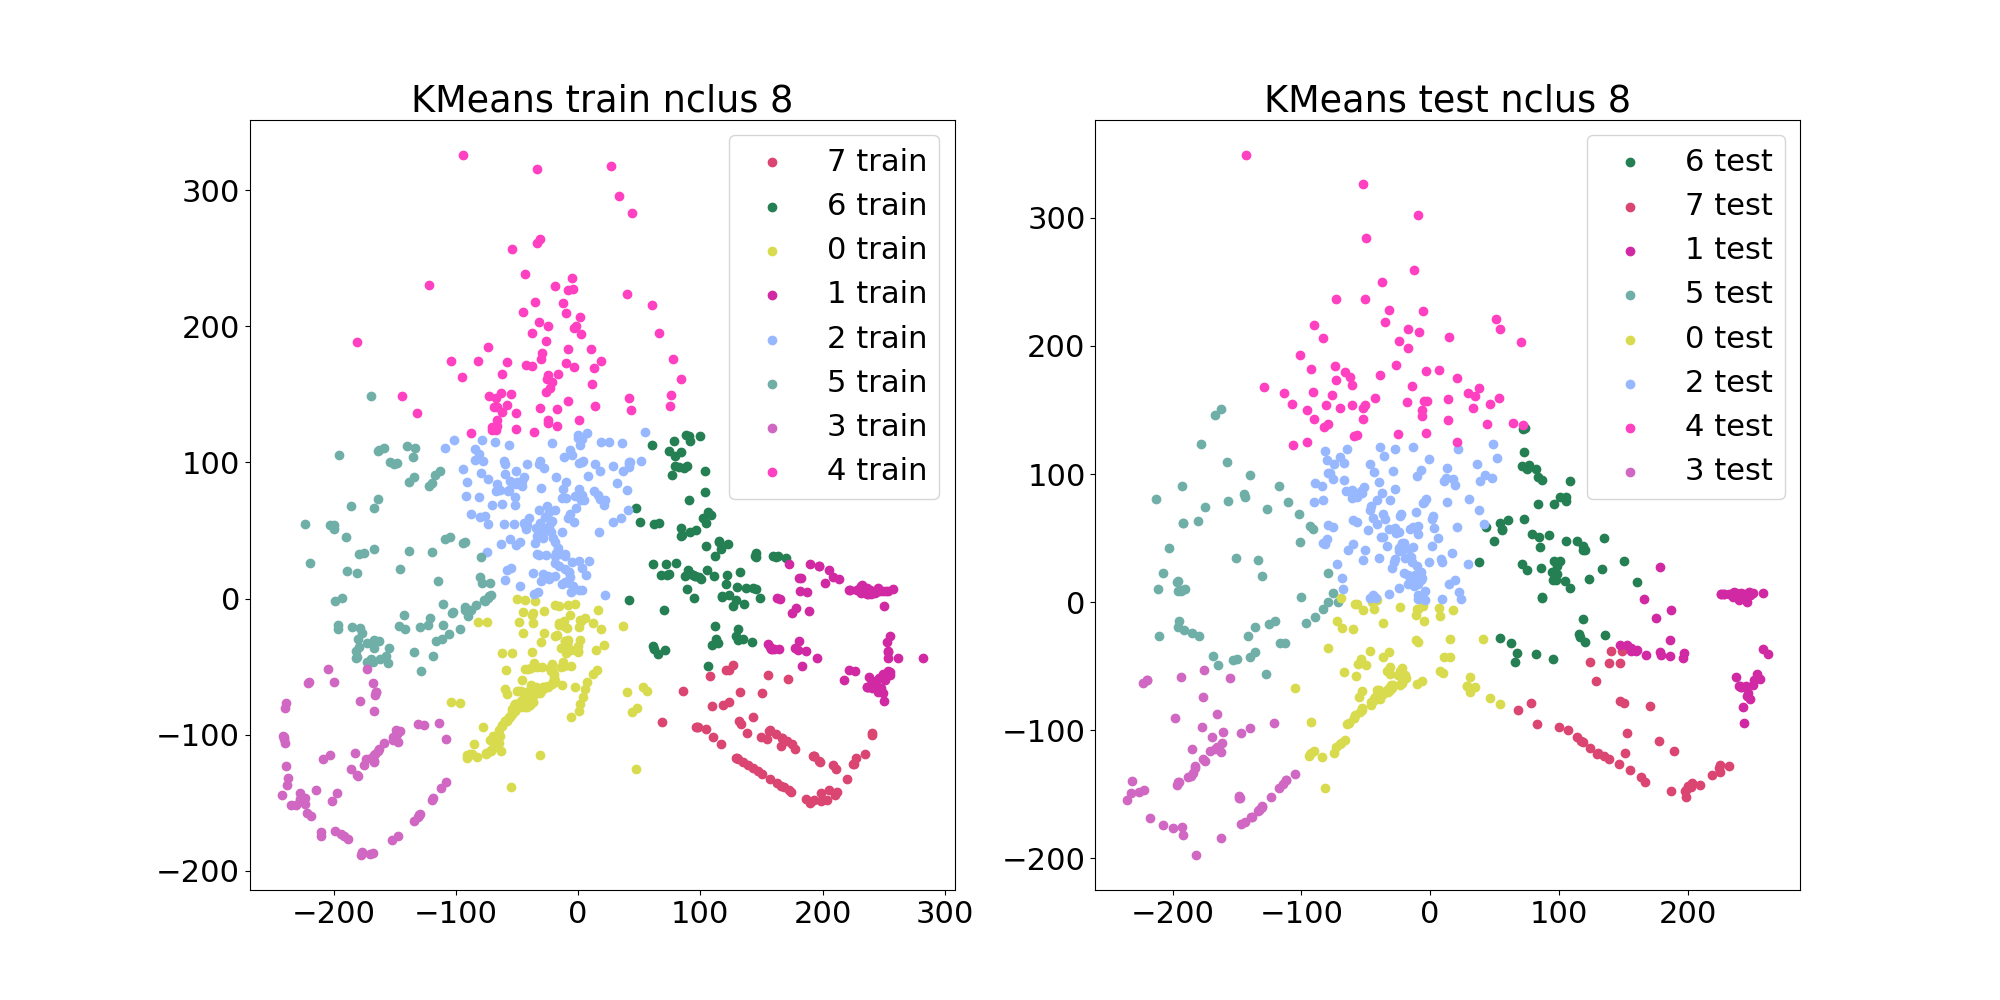 KMeans train nclus 8
300
200
100
0
−100
−200
−200 −100 0 100 200 300
7 train
6 train
0 train
1 train
2 train
5 train
3 train
4 train
KMeans test nclus 8
300
200
100
0
−100
−200
−200 −100 0 100 200
6 test
7 test
1 test
5 test
0 test
2 test
4 test
3 test